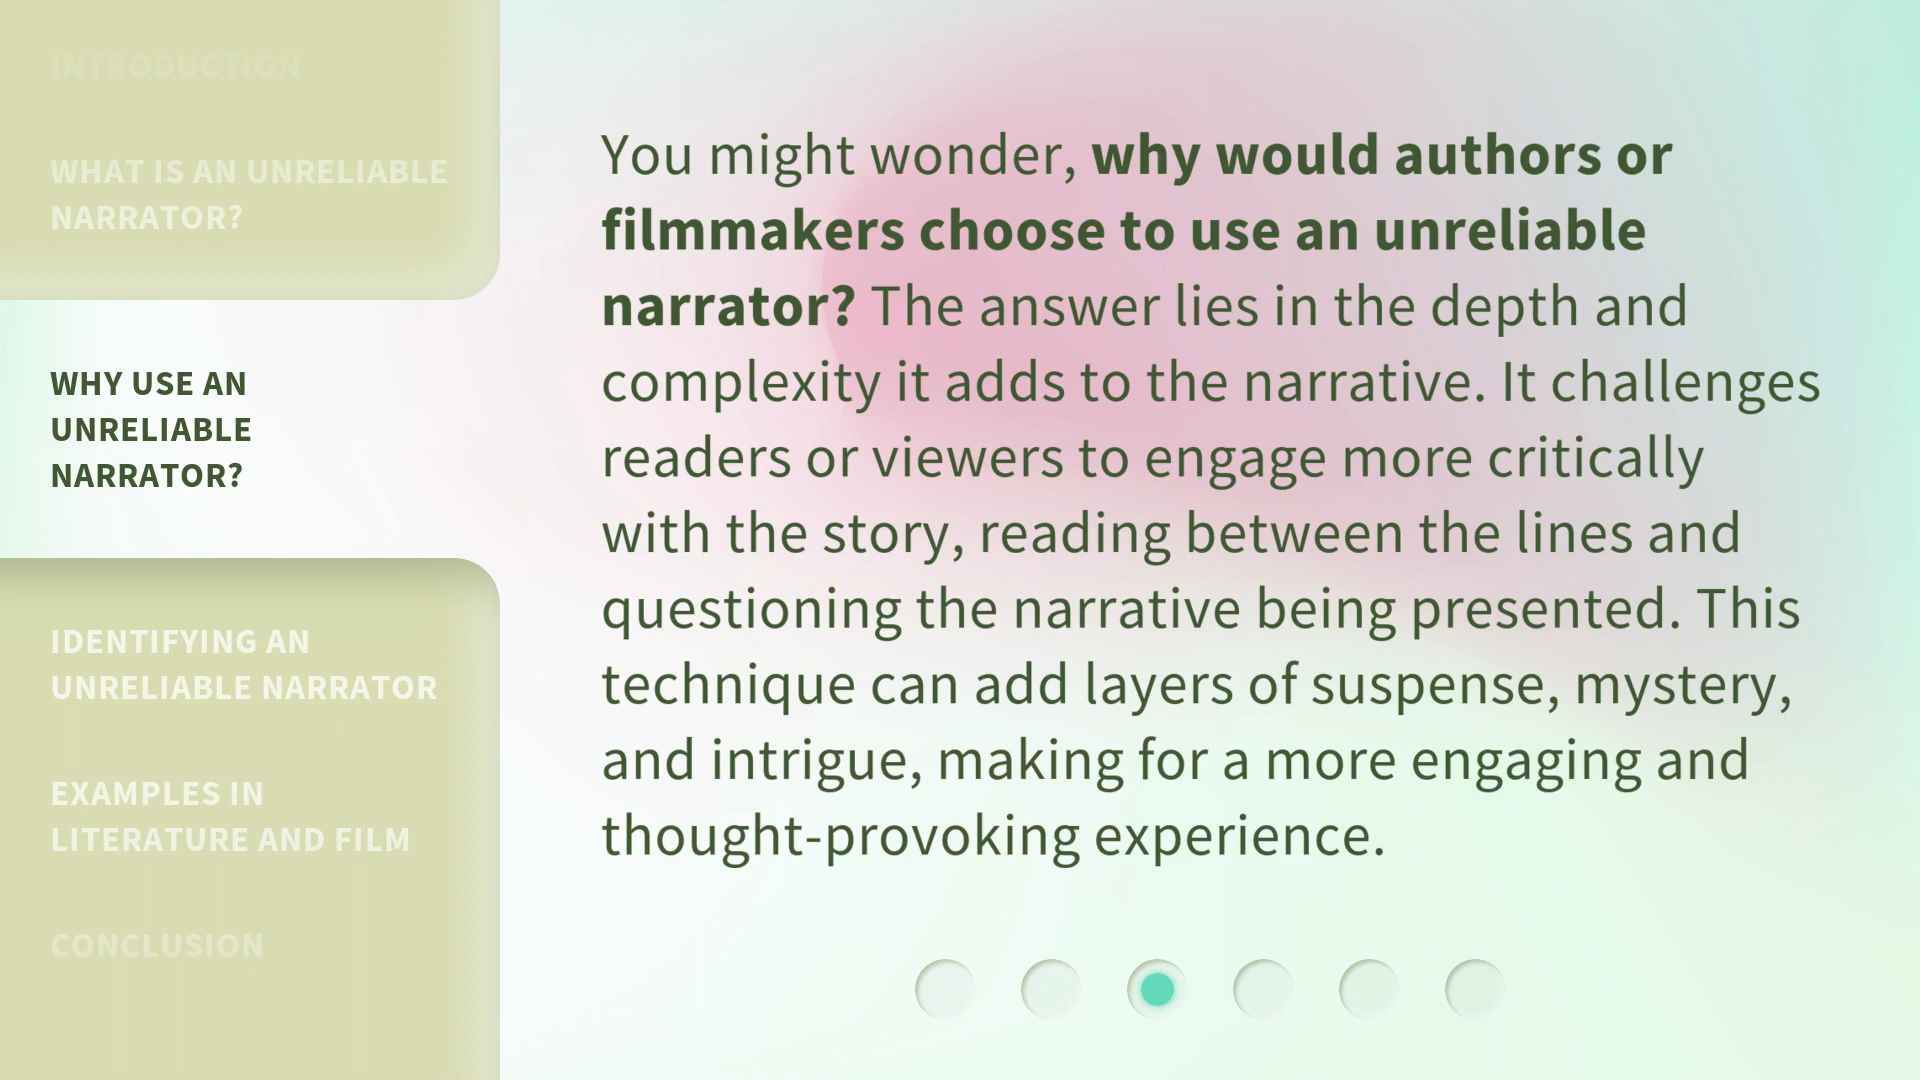 INTRODUCTION
WHAT IS AN UNRELIABLE
NARRATOR?
WHY USE AN
UNRELIABLE
NARRATOR?
IDENTIFYING AN
UNRELIABLE NARRATOR
EXAMPLES IN
LITERATURE AND FILM
CONCLUSION
You might wonder, why would authors or
filmmakers choose to use an unreliable
narrator? The answer lies in the depth and
complexity it adds to the narrative. It challenges
readers or viewers to engage more critically
with the story, reading between the lines and
questioning the narrative being presented. This
technique can add layers of suspense, mystery,
and intrigue, making for a more engaging and
thought-provoking experience.